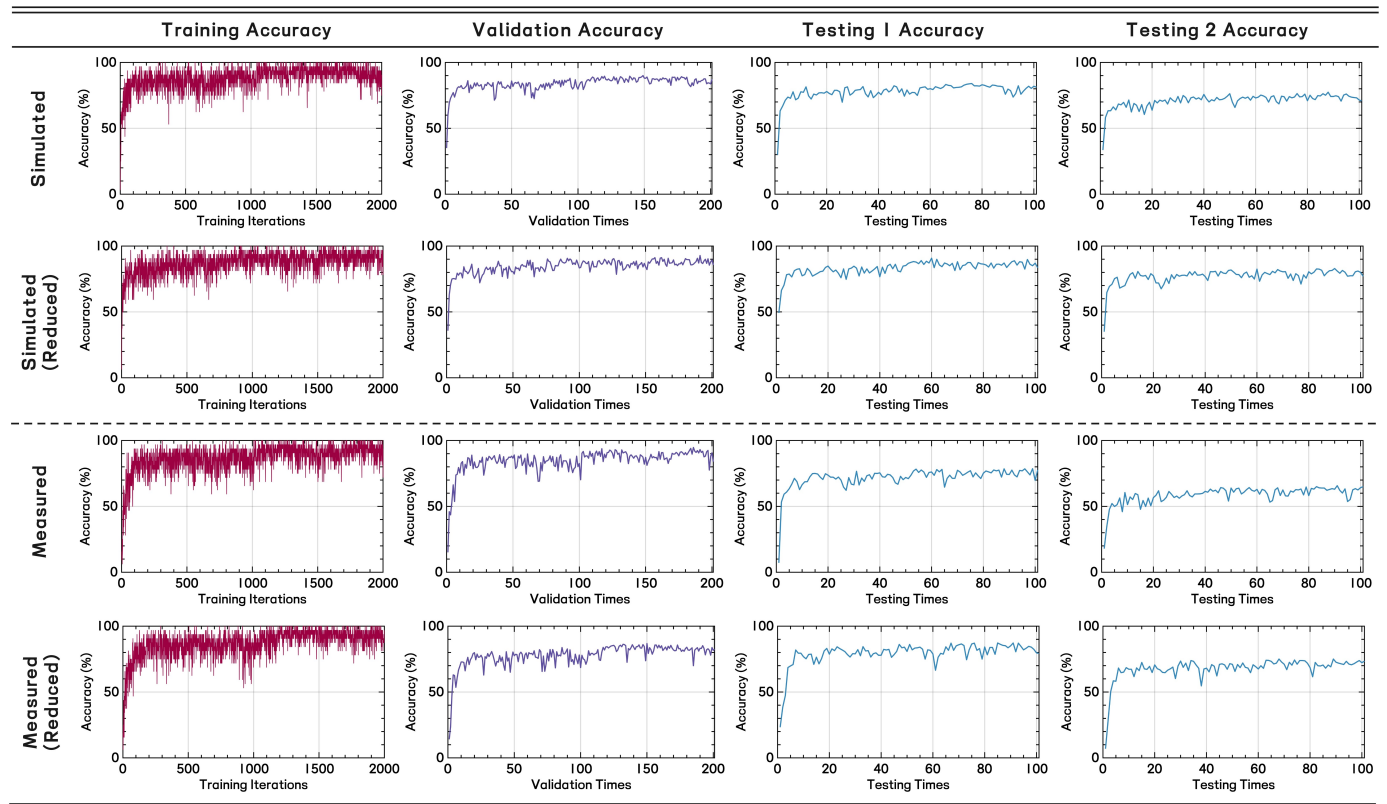 Training Accuracy Validation Accuracy Testing 1 Accuracy Testing 2 Accuracy
Simulated
Accuracy (%)
100
50
0
0 500 1000 1500 2000
Training Iterations
Accuracy (%)
100
50
0
0 50 100 150 200
Validation Times
Accuracy (%)
100
50
0
0 20 40 60 80 100
Testing Times
Accuracy (%)
100
50
0
0 20 40 60 80 100
Testing Times
Simulated
(Reduced)
Accuracy (%)
100
50
0
0 500 1000 1500 2000
Training Iterations
Accuracy (%)
100
50
0
0 50 100 150 200
Validation Times
Accuracy (%)
100
50
0
0 20 40 60 80 100
Testing Times
Accuracy (%)
100
50
0
0 20 40 60 80 100
Testing Times
Measured
Accuracy (%)
100
50
0
0 500 1000 1500 2000
Training Iterations
Accuracy (%)
100
50
0
0 50 100 150 200
Validation Times
Accuracy (%)
100
50
0
0 20 40 60 80 100
Testing Times
Accuracy (%)
100
50
0
0 20 40 60 80 100
Testing Times
Measured
(Reduced)
Accuracy (%)
100
50
0
0 500 1000 1500 2000
Training Iterations
Accuracy (%)
100
50
0
0 50 100 150 200
Validation Times
Accuracy (%)
100
50
0
0 20 40 60 80 100
Testing Times
Accuracy (%)
100
50
0
0 20 40 60 80 100
Testing Times